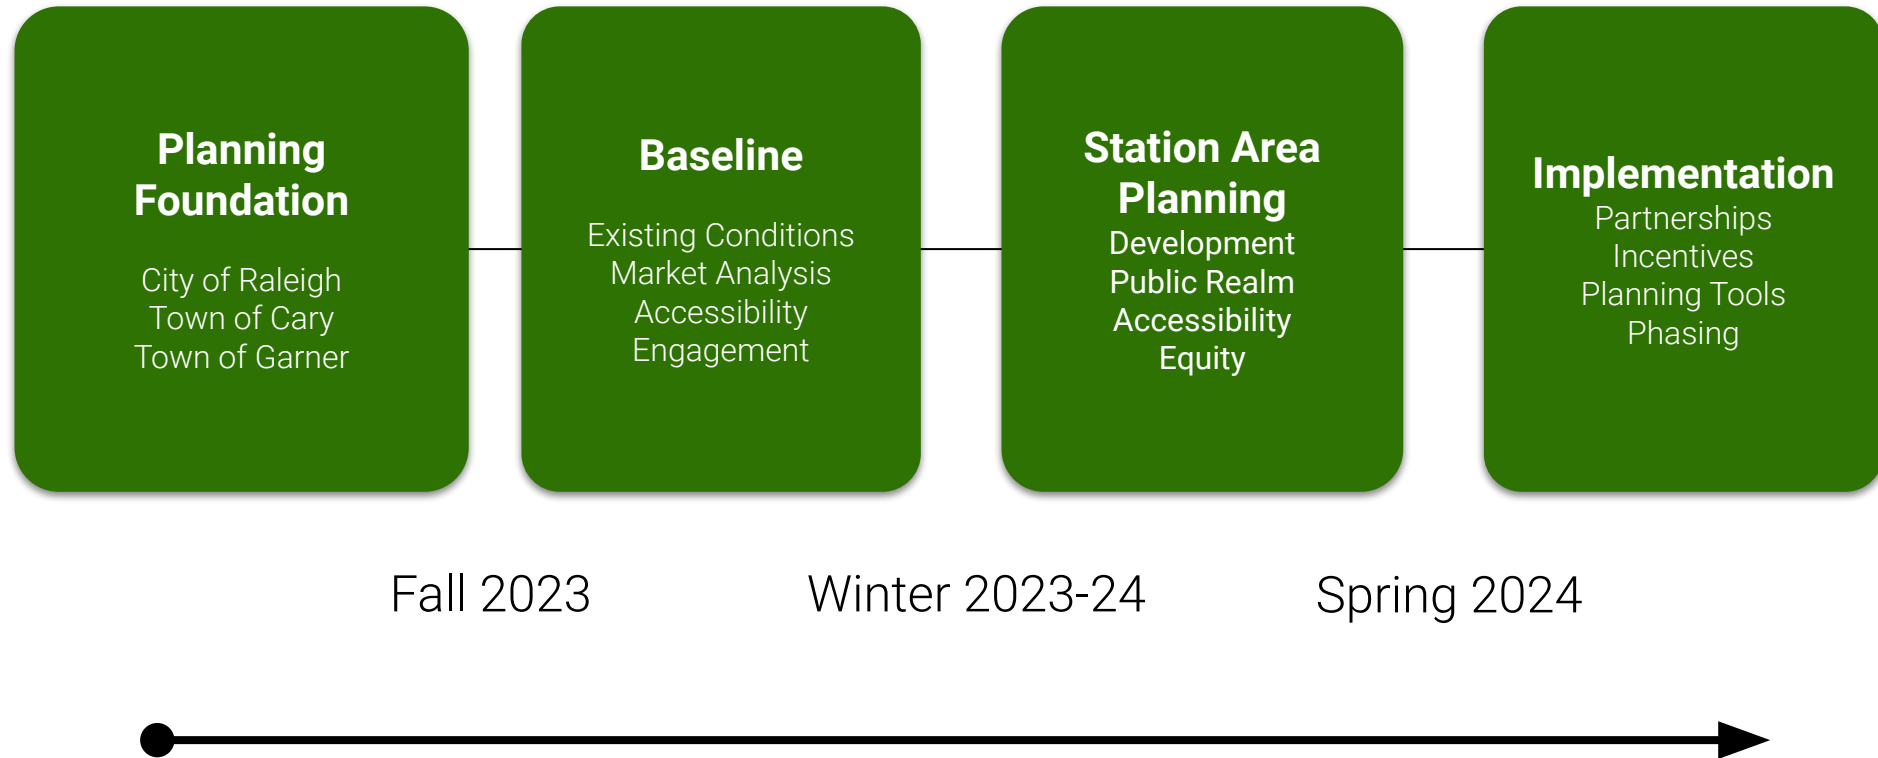 Planning
Foundation
City of Raleigh
Town of Cary
Town of Garner
Baseline
Existing Conditions
Market Analysis
Accessibility
Engagement
Station Area
Planning
Development
Public Realm
Accessibility
Equity
Implementation
Partnerships
Incentives
Planning Tools
Phasing
Fall 2023
Winter 2023-24
Spring 2024